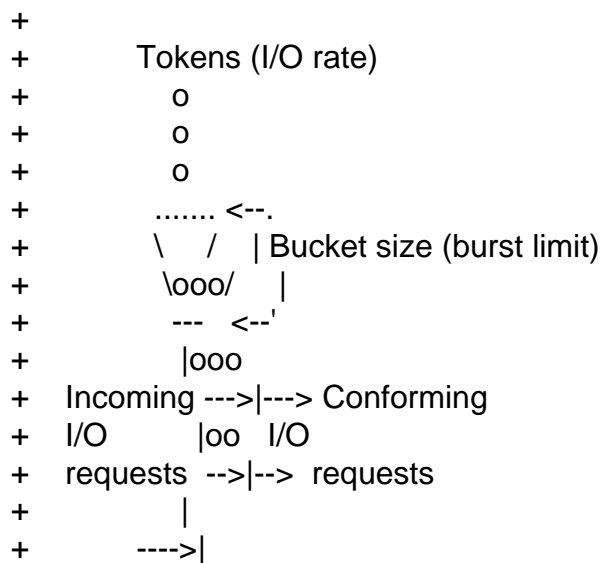 +
+          Tokens (I/O rate)
+             o
+             o
+             o
+           ....... <--.
+           \     /   | Bucket size (burst limit)
+            \ooo/     |
+             ---   <--'
+              |ooo
+    Incoming --->|---> Conforming
+    I/O         |oo   I/O
+    requests  -->|-->  requests
+              |
+          ---->|